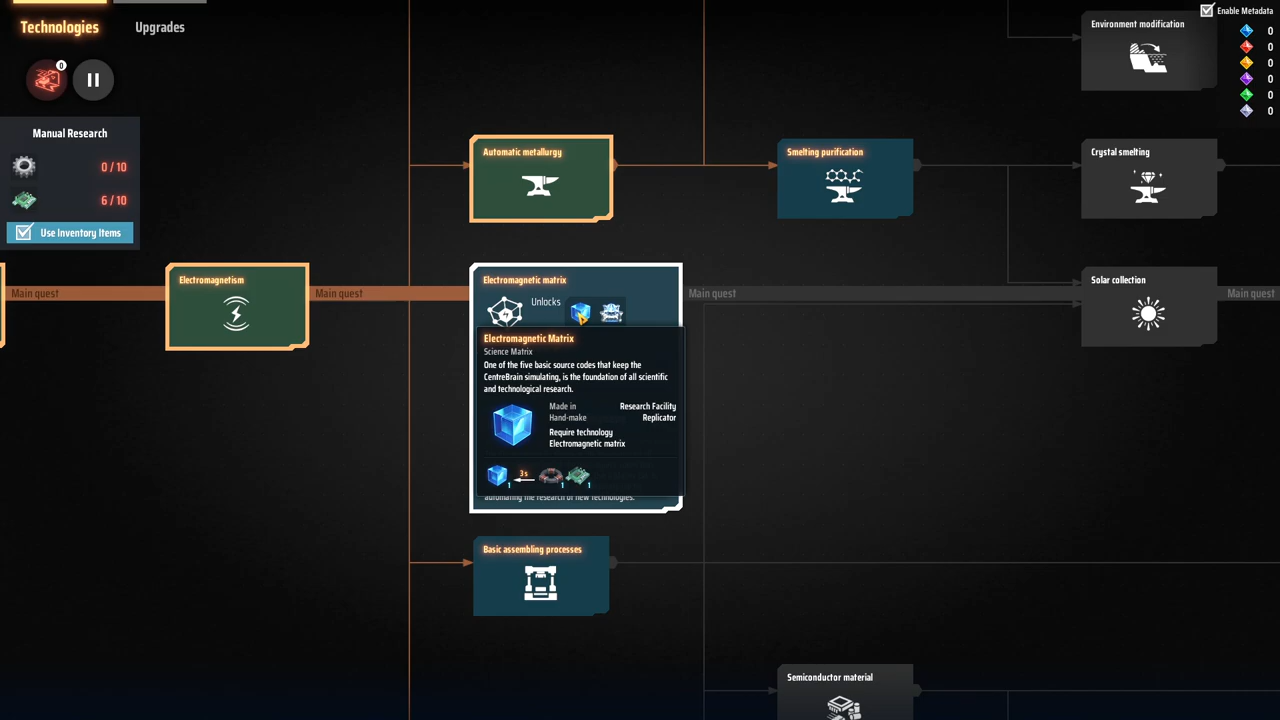 Technologies
Upgrades
Enable Metadata
0
0
0
0
0
0
0
Manual Research
0 / 10
6 / 10
Use Inventory Items
Environment modification
Automatic metallurgy
Smelting purification
Crystal smelting
Main quest
Electromagnetism
Main quest
Electromagnetic matrix
Unlocks
Main quest
Solar collection
Main quest
Electromagnetic Matrix
Science Matrix
One of the five basic source codes that keep the
CentreBrain simulating, is the foundation of all scientific
and technological research.
Made in Research Facility
Hand-make Replicator
Require technology
Electromagnetic matrix
1 3s 1 1
automating the research of new technologies.
Basic assembling processes
Semiconductor material